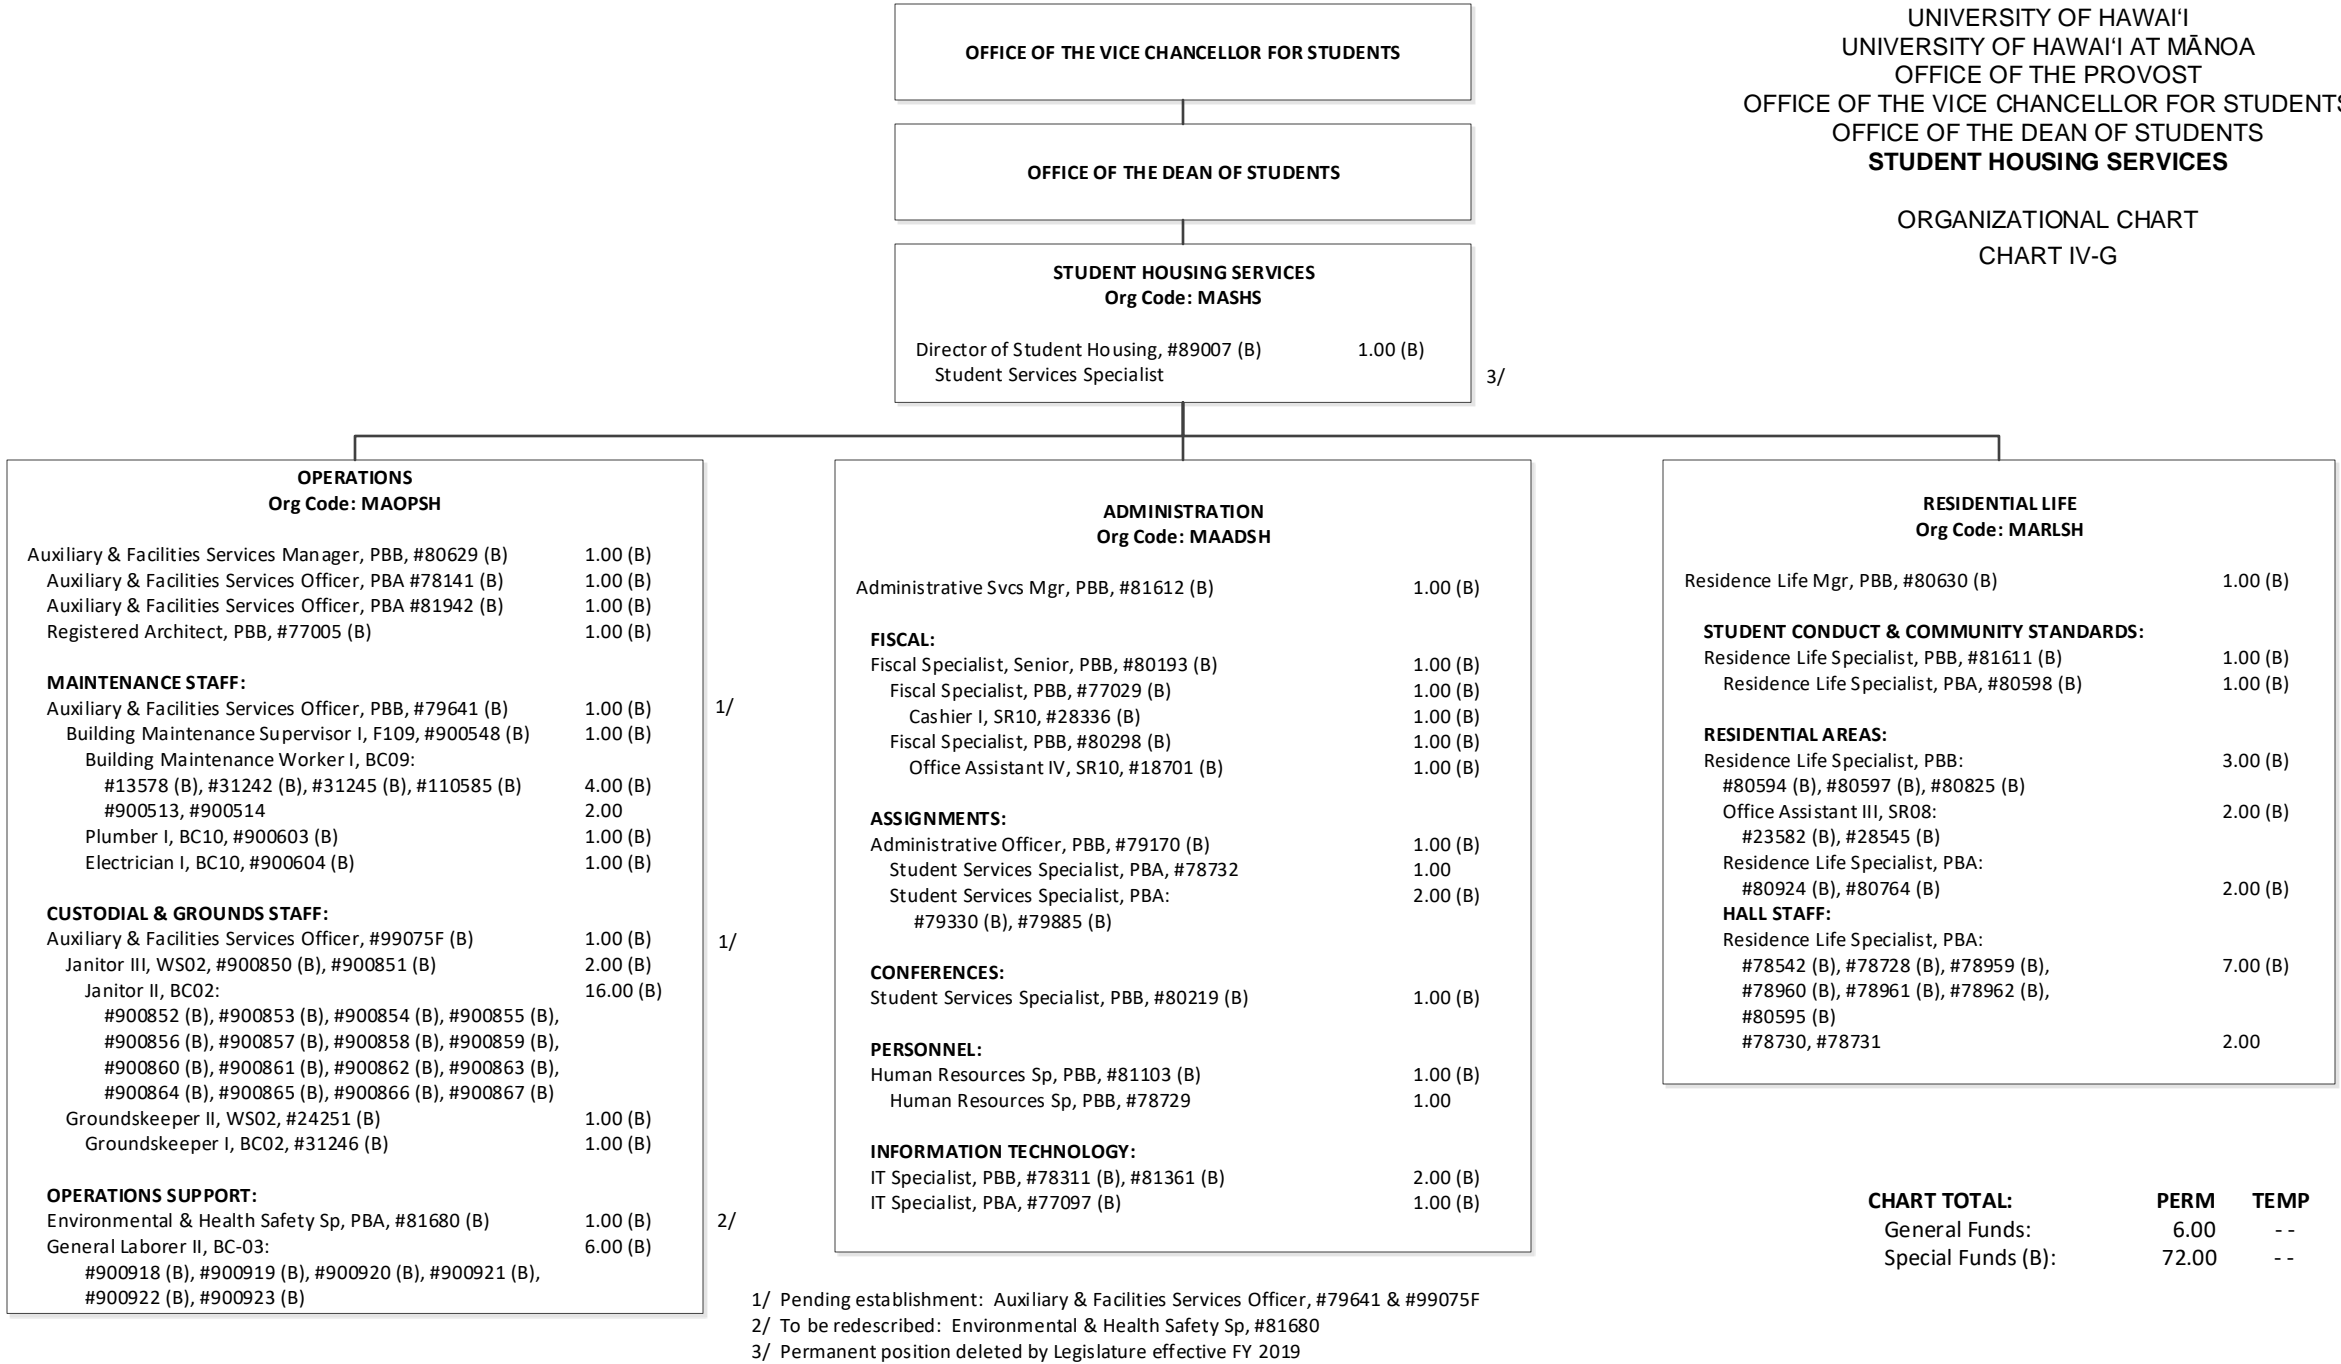 UNIVERSITY OF HAWAI‘I
UNIVERSITY OF HAWAI‘I AT MĀNOA
OFFICE OF THE PROVOST
OFFICE OF THE VICE CHANCELLOR FOR STUDENTS
OFFICE OF THE DEAN OF STUDENTS
STUDENT HOUSING SERVICES
ORGANIZATIONAL CHART
CHART IV-G
OFFICE OF THE VICE CHANCELLOR FOR STUDENTS
OFFICE OF THE DEAN OF STUDENTS
STUDENT HOUSING SERVICES
Org Code: MASHS
Director of Student Housing, #89007 (B) 1.00 (B)
Student Services Specialist 3/
OPERATIONS
Org Code: MAOPSH
Auxiliary & Facilities Services Manager, PBB, #80629 (B) 1.00 (B)
Auxiliary & Facilities Services Officer, PBA #78141 (B) 1.00 (B)
Auxiliary & Facilities Services Officer, PBA #81942 (B) 1.00 (B)
Registered Architect, PBB, #77005 (B) 1.00 (B)
MAINTENANCE STAFF:
Auxiliary & Facilities Services Officer, PBB, #79641 (B) 1.00 (B) 1/
Building Maintenance Supervisor I, F109, #900548 (B) 1.00 (B)
Building Maintenance Worker I, BC09:
#13578 (B), #31242 (B), #31245 (B), #110585 (B) 4.00 (B)
#900513, #900514 2.00
Plumber I, BC10, #900603 (B) 1.00 (B)
Electrician I, BC10, #900604 (B) 1.00 (B)
CUSTODIAL & GROUNDS STAFF:
Auxiliary & Facilities Services Officer, #99075F (B) 1.00 (B) 1/
Janitor III, WS02, #900850 (B), #900851 (B) 2.00 (B)
Janitor II, BC02: 16.00 (B)
#900852 (B), #900853 (B), #900854 (B), #900855 (B),
#900856 (B), #900857 (B), #900858 (B), #900859 (B),
#900860 (B), #900861 (B), #900862 (B), #900863 (B),
#900864 (B), #900865 (B), #900866 (B), #900867 (B)
Groundskeeper II, WS02, #24251 (B) 1.00 (B)
Groundskeeper I, BC02, #31246 (B) 1.00 (B)
OPERATIONS SUPPORT:
Environmental & Health Safety Sp, PBA, #81680 (B) 1.00 (B) 2/
General Laborer II, BC-03: 6.00 (B)
#900918 (B), #900919 (B), #900920 (B), #900921 (B),
#900922 (B), #900923 (B)
ADMINISTRATION
Org Code: MAADSH
Administrative Svcs Mgr, PBB, #81612 (B) 1.00 (B)
FISCAL:
Fiscal Specialist, Senior, PBB, #80193 (B) 1.00 (B)
Fiscal Specialist, PBB, #77029 (B) 1.00 (B)
Cashier I, SR10, #28336 (B) 1.00 (B)
Fiscal Specialist, PBB, #80298 (B) 1.00 (B)
Office Assistant IV, SR10, #18701 (B) 1.00 (B)
ASSIGNMENTS:
Administrative Officer, PBB, #79170 (B) 1.00 (B)
Student Services Specialist, PBA, #78732 1.00
Student Services Specialist, PBA: 2.00 (B)
#79330 (B), #79885 (B)
CONFERENCES:
Student Services Specialist, PBB, #80219 (B) 1.00 (B)
PERSONNEL:
Human Resources Sp, PBB, #81103 (B) 1.00 (B)
Human Resources Sp, PBB, #78729 1.00
INFORMATION TECHNOLOGY:
IT Specialist, PBB, #78311 (B), #81361 (B) 2.00 (B)
IT Specialist, PBA, #77097 (B) 1.00 (B)
RESIDENTIAL LIFE
Org Code: MARLSH
Residence Life Mgr, PBB, #80630 (B) 1.00 (B)
STUDENT CONDUCT & COMMUNITY STANDARDS:
Residence Life Specialist, PBB, #81611 (B) 1.00 (B)
Residence Life Specialist, PBA, #80598 (B) 1.00 (B)
RESIDENTIAL AREAS:
Residence Life Specialist, PBB: 3.00 (B)
#80594 (B), #80597 (B), #80825 (B)
Office Assistant III, SR08: 2.00 (B)
#23582 (B), #28545 (B)
Residence Life Specialist, PBA:
#80924 (B), #80764 (B) 2.00 (B)
HALL STAFF:
Residence Life Specialist, PBA:
#78542 (B), #78728 (B), #78959 (B), 7.00 (B)
#78960 (B), #78961 (B), #78962 (B),
#80595 (B)
#78730, #78731 2.00
CHART TOTAL: PERM TEMP
General Funds: 6.00 - -
Special Funds (B): 72.00 - -
1/ Pending establishment: Auxiliary & Facilities Services Officer, #79641 & #99075F
2/ To be redescribed: Environmental & Health Safety Sp, #81680
3/ Permanent position deleted by Legislature effective FY 2019